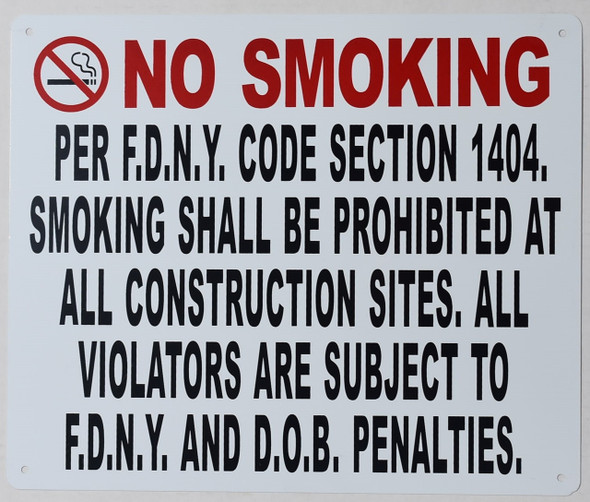 NO SMOKING
PER F.D.N.Y. CODE SECTION 1404.
SMOKING SHALL BE PROHIBITED AT
ALL CONSTRUCTION SITES. ALL
VIOLATORS ARE SUBJECT TO
F.D.N.Y. AND D.O.B. PENALTIES.